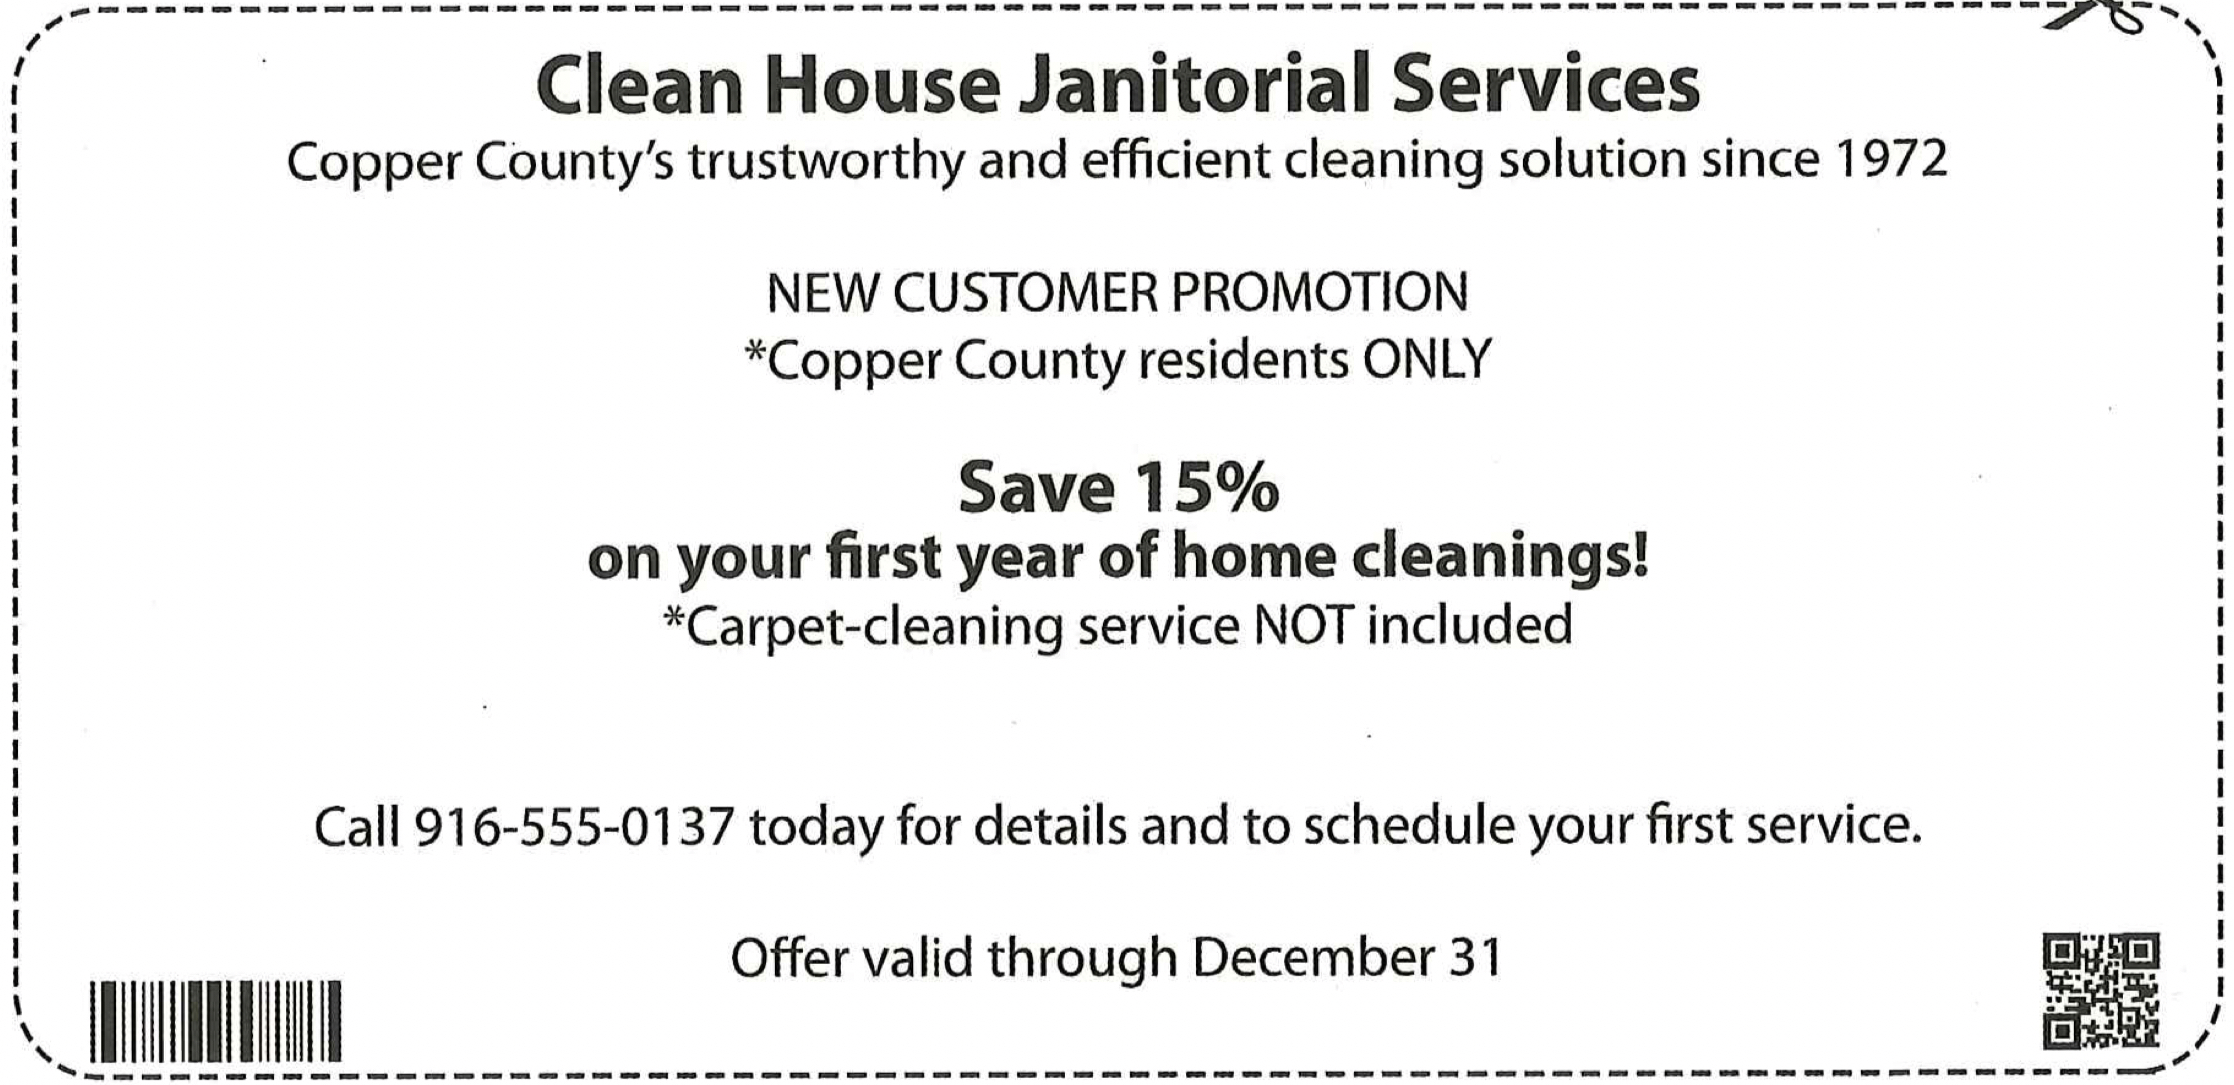 Clean House Janitorial Services
Copper County’s trustworthy and efficient cleaning solution since 1972
NEW CUSTOMER PROMOTION
*Copper County residents ONLY
Save 15%
on your first year of home cleanings!
*Carpet-cleaning service NOT included
Call 916-555-0137 today for details and to schedule your first service.
Offer valid through December 31